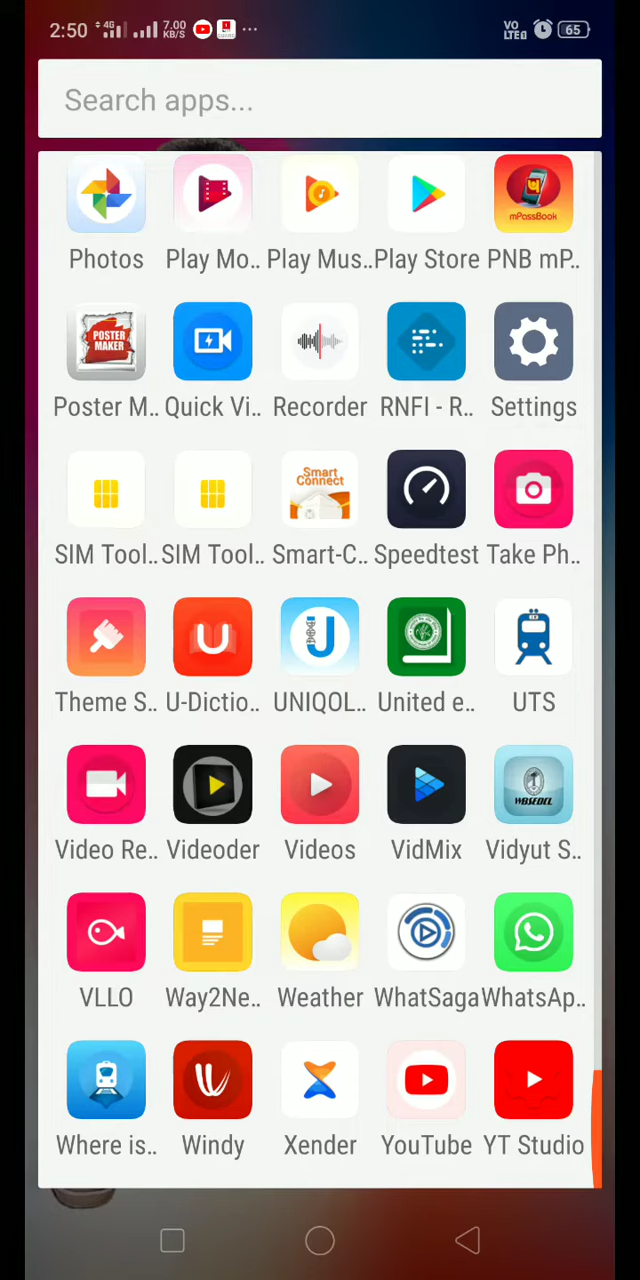 2:50 4G 7.00 KB/S ... VO LTE 65
Search apps...
Photos Play Mo.. Play Mus.. Play Store PNB mP..
mPassBook
POSTER MAKER
Poster M.. Quick Vi.. Recorder RNFI - R.. Settings
Smart Connect
SIM Tool.. SIM Tool.. Smart-C.. Speedtest Take Ph..
Theme S.. U-Dictio.. UNIQOL.. United e.. UTS
WBSEDCL
Video Re.. Videoder Videos VidMix Vidyut S..
VLLO Way2Ne.. Weather WhatSaga WhatsAp..
Where is.. Windy Xender YouTube YT Studio